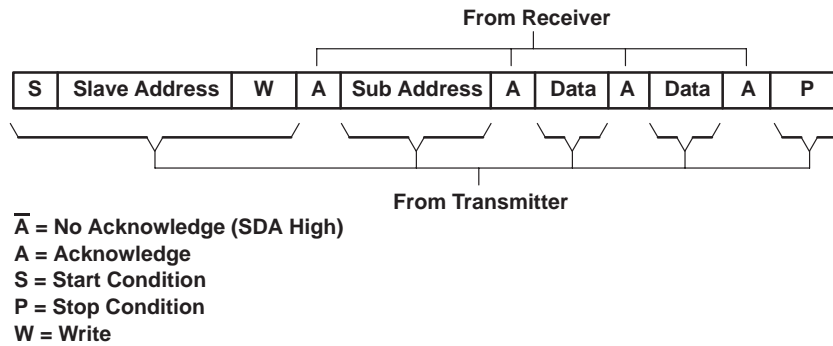 From Receiver
S Slave Address W A Sub Address A Data A Data A P
From Transmitter
A̅ = No Acknowledge (SDA High)
A = Acknowledge
S = Start Condition
P = Stop Condition
W = Write